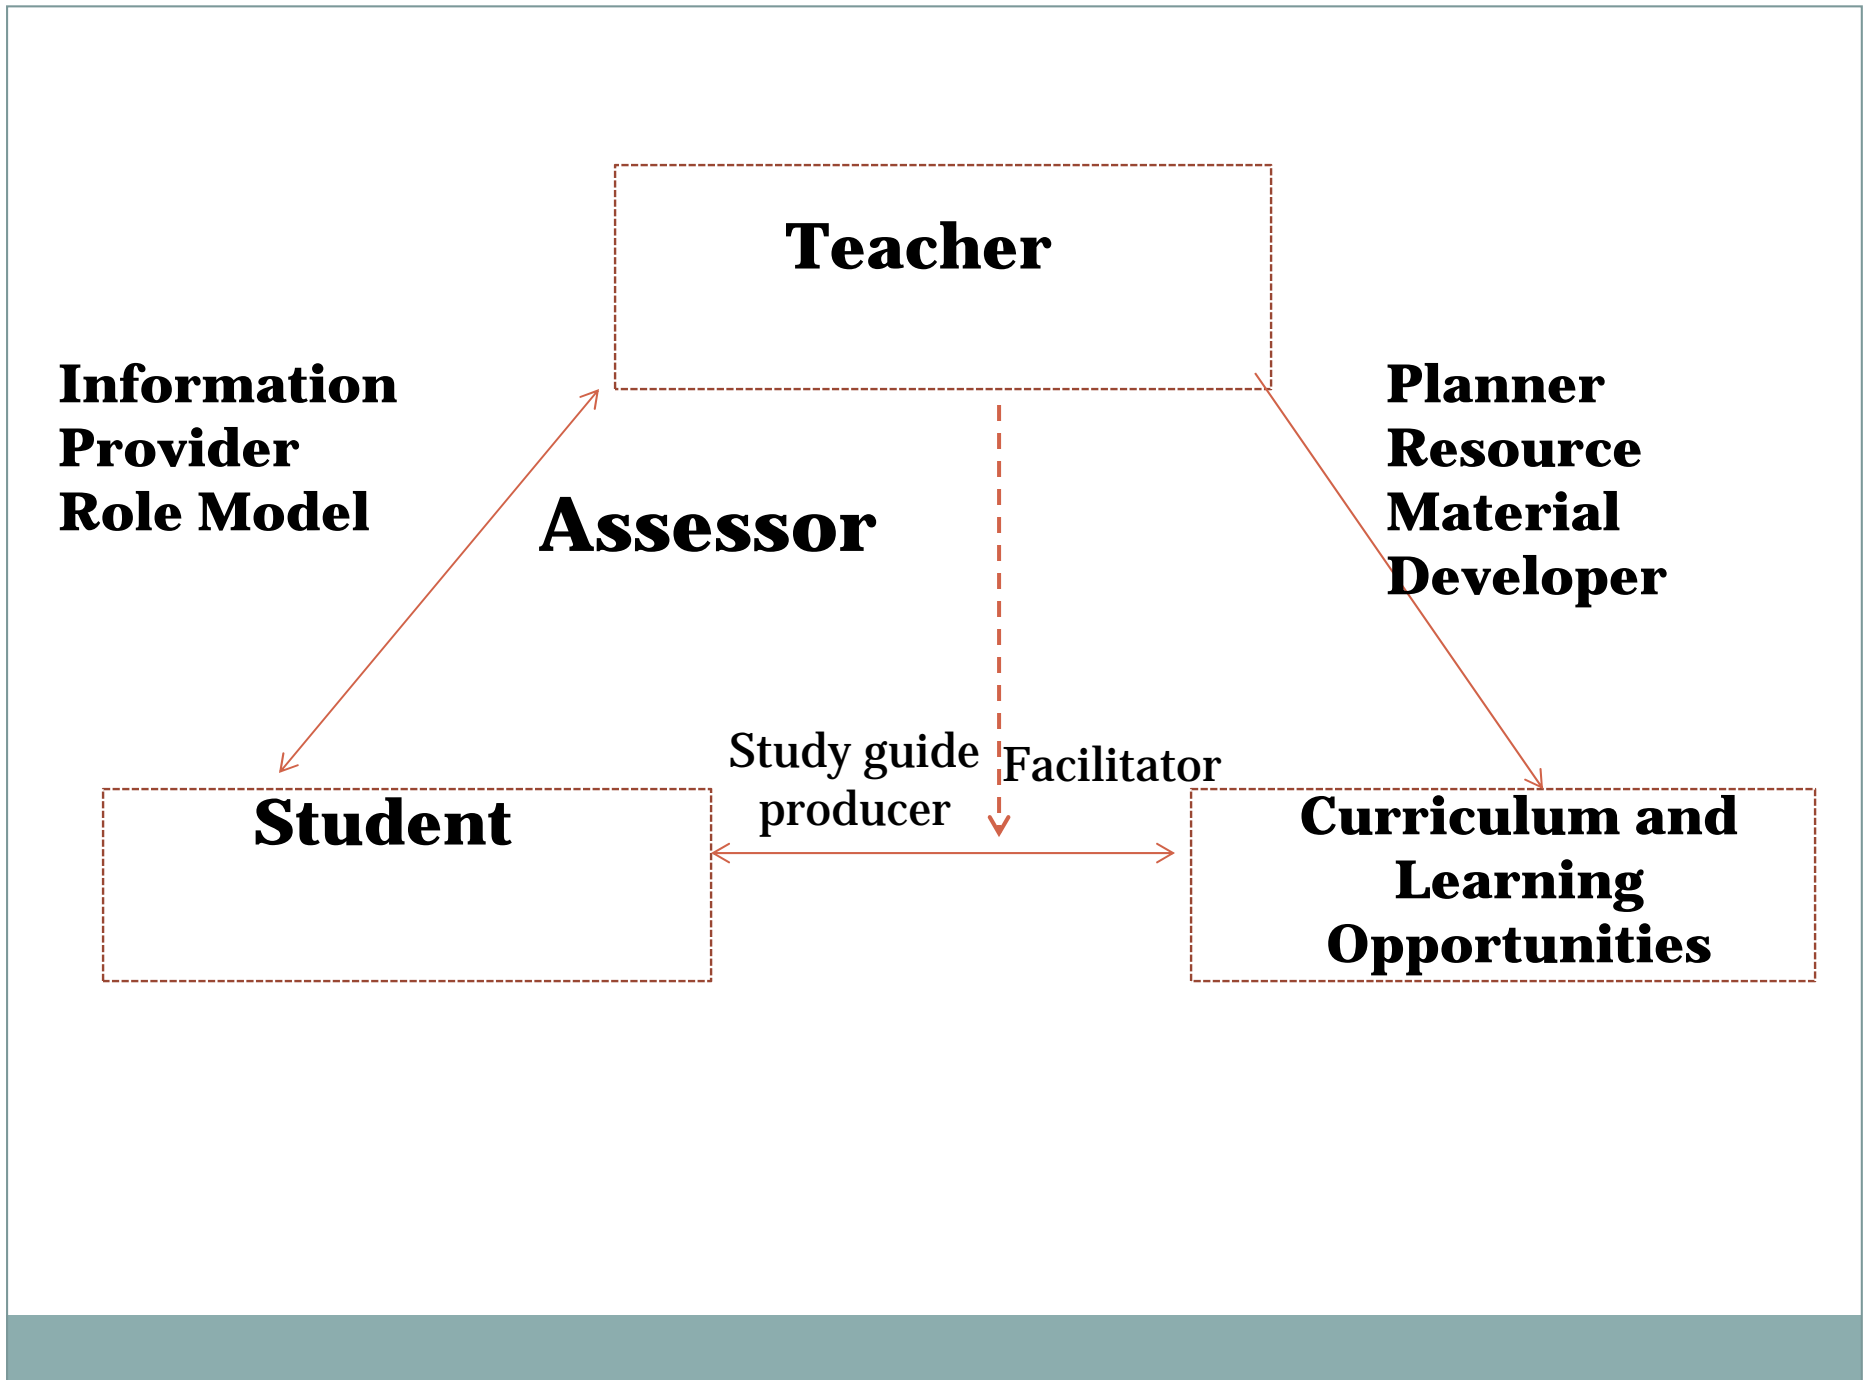 Teacher
Information
Provider
Role Model
Planner
Resource
Material
Developer
Assessor
Study guide
producer
Facilitator
Student
Curriculum and
Learning
Opportunities